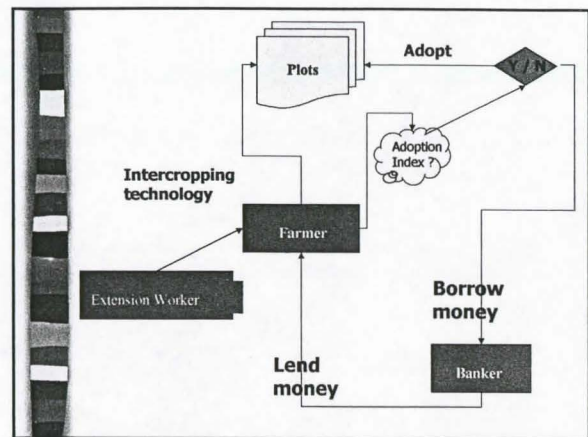 Plots
Adopt
Y / N
Adoption
Index ?
Intercropping
technology
Farmer
Extension Worker
Borrow
money
Lend
money
Banker